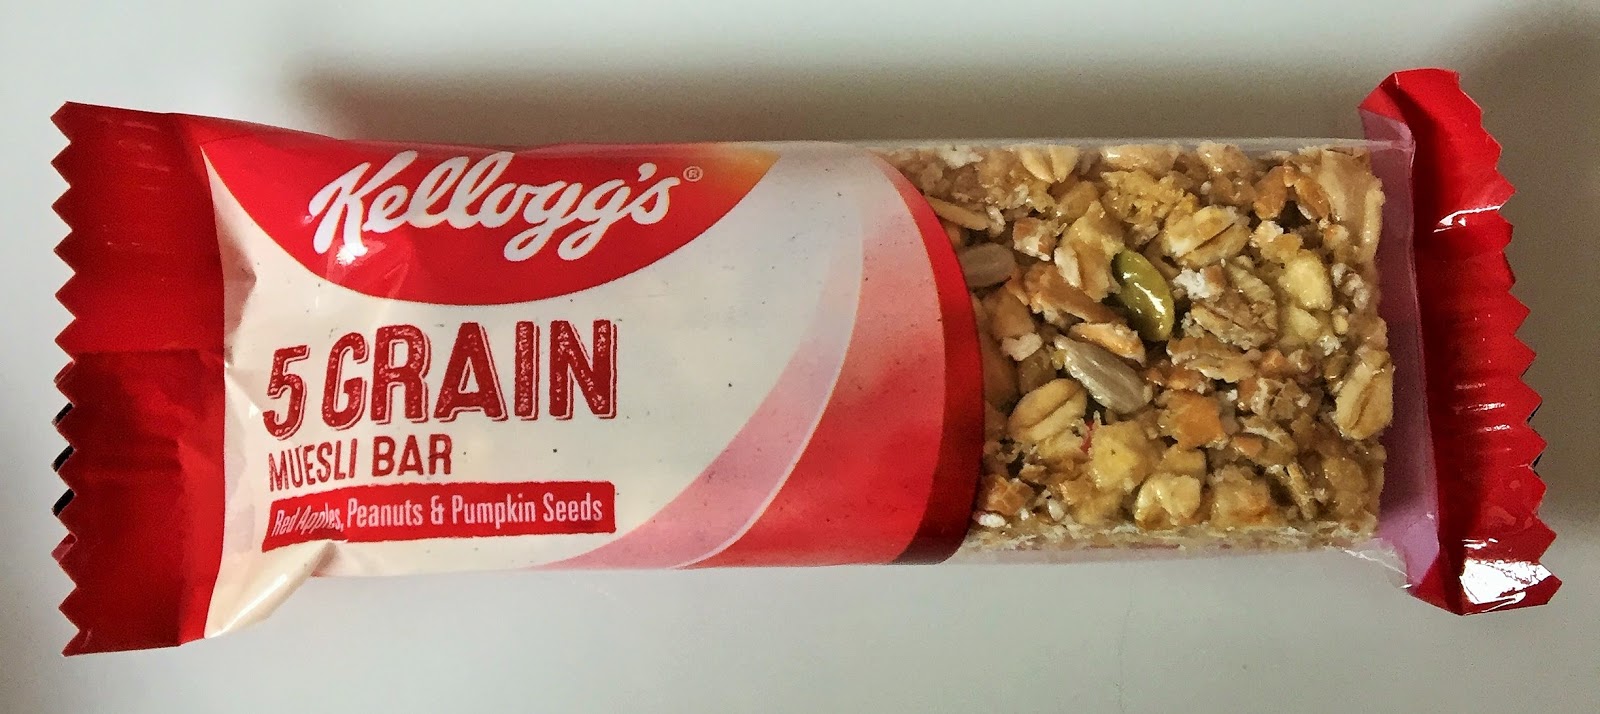 Kellogg's®
5 GRAIN
MUESLI BAR
Red Apples, Peanuts & Pumpkin Seeds